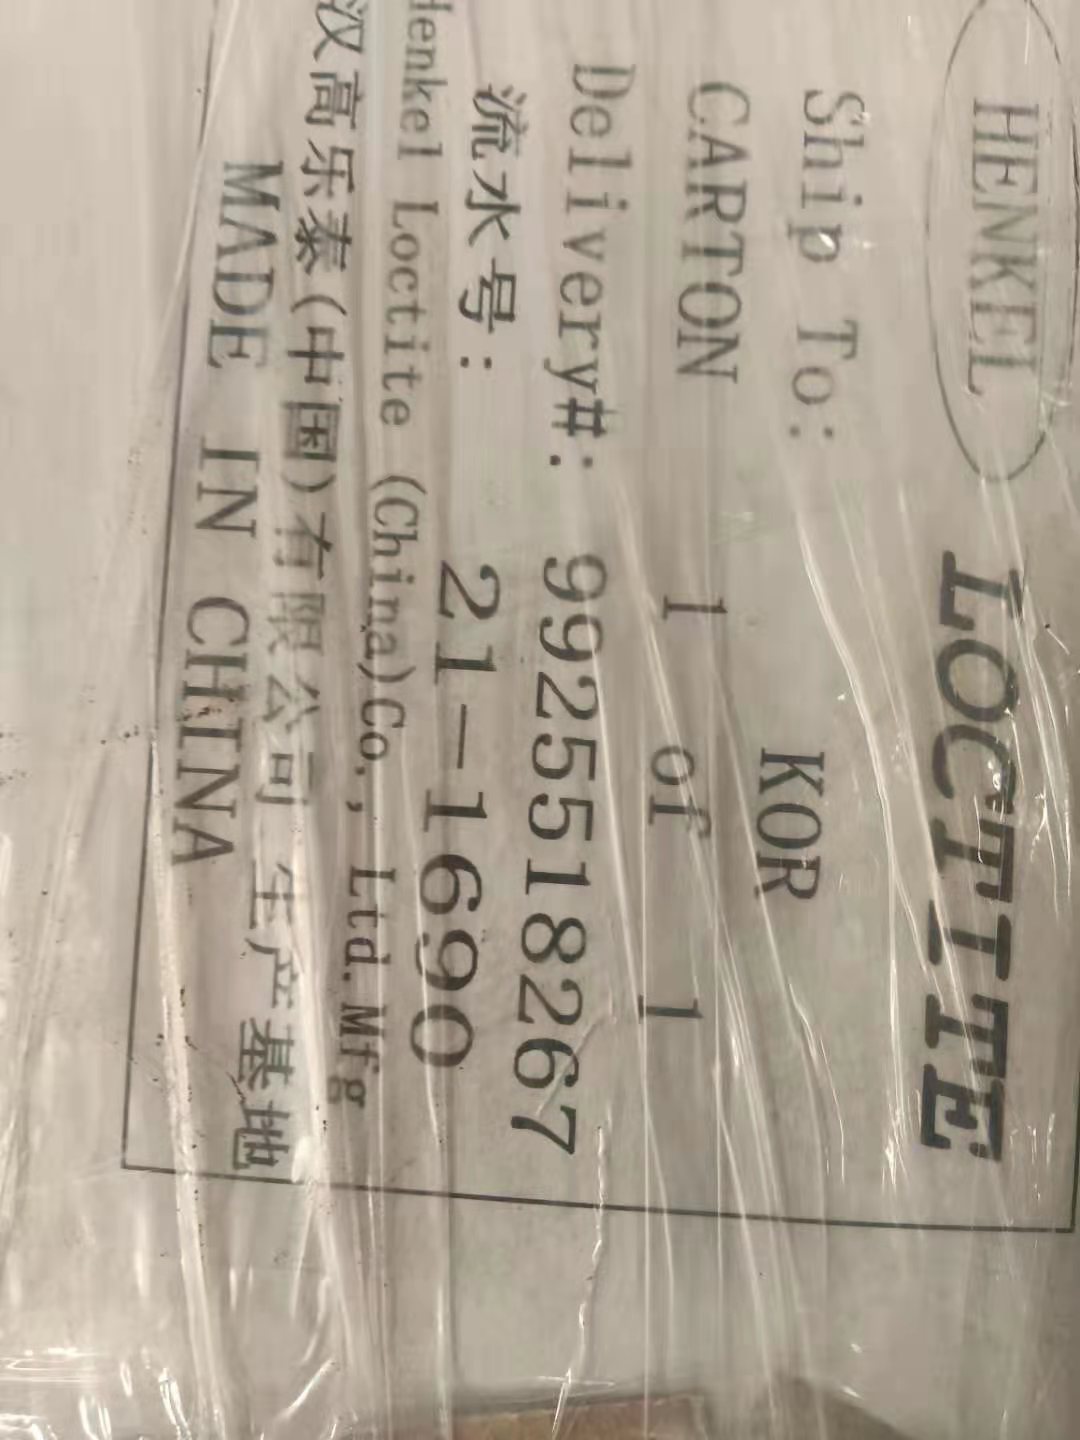 HENKEL LOCTITE
Ship To: KOR
CARTON 1 of 1
Delivery#: 9925518267
流水号: 21-1690
Henkel Loctite (China)Co., Ltd.Mfg
汉高乐泰(中国)有限公司 生产基地
MADE IN CHINA